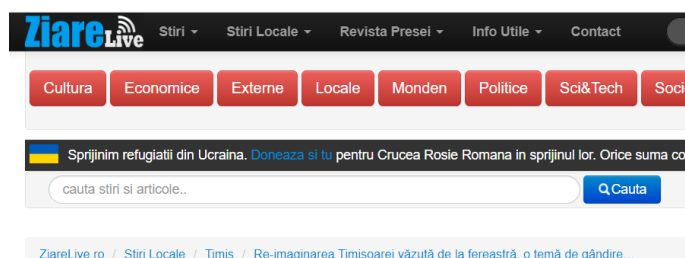 ZiareLive Stiri Stiri Locale Revista Presei Info Utile Contact
Cultura Economice Externe Locale Monden Politice Sci&Tech
Sprijinim refugiatii din Ucraina. Doneaza si tu pentru Crucea Rosie Romana in sprijinul lor. Orice suma
cauta stiri si articole.. Cauta
ZiareLive.ro / Stiri Locale / Timis / Re-imaginarea Timișoarei văzută de la fereastră, o temă de gândire...